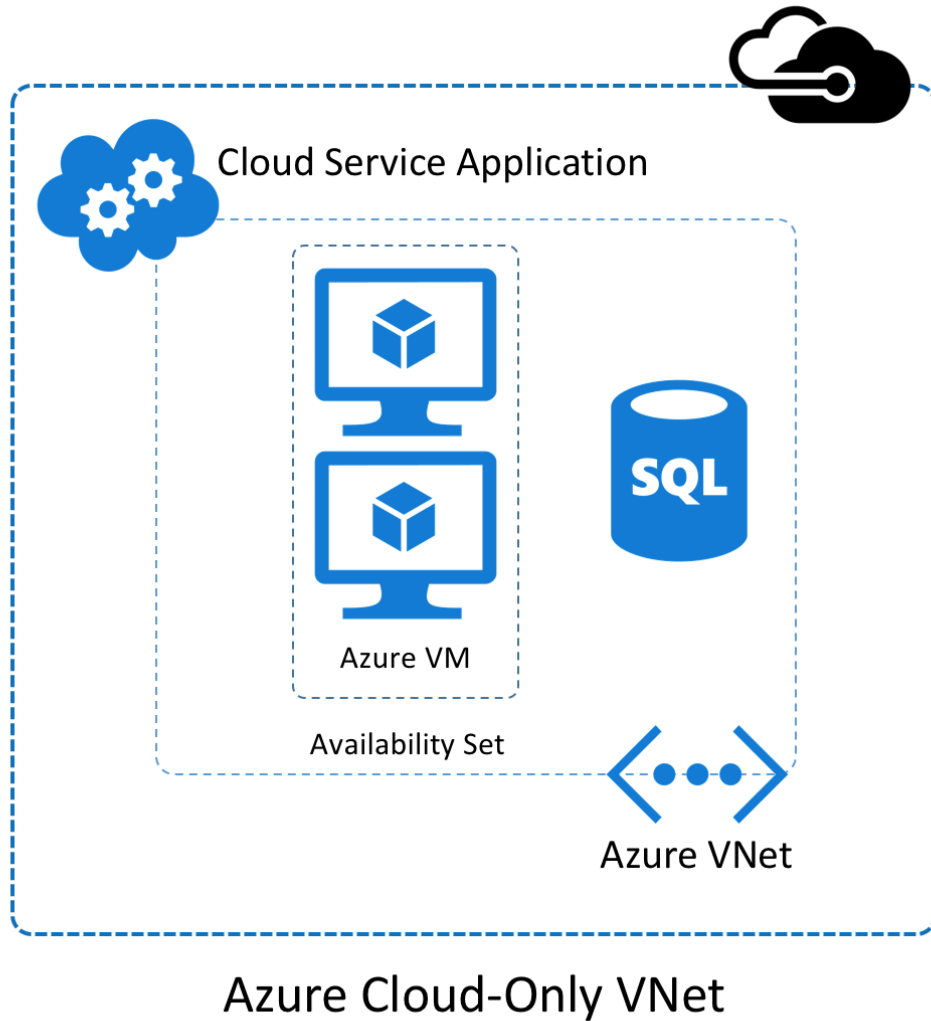 Cloud Service Application
SQL
Azure VM
Availability Set
Azure VNet
Azure Cloud-Only VNet